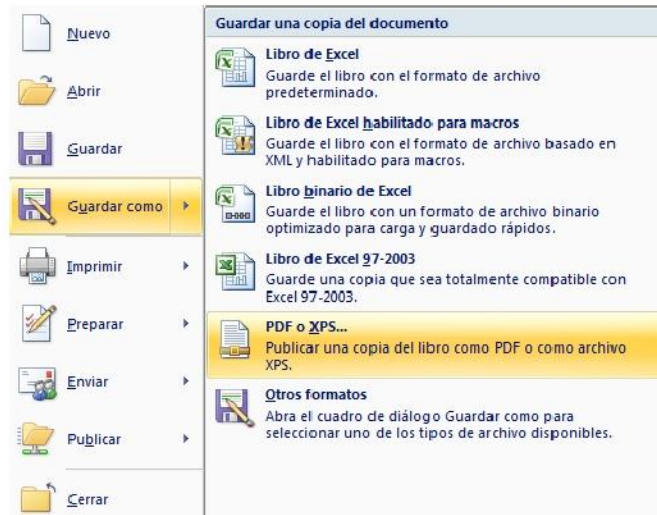 Nuevo
Abrir
Guardar
Guardar como
Imprimir
Preparar
Enviar
Publicar
Cerrar
Guardar una copia del documento
Libro de Excel
Guarde el libro con el formato de archivo
predeterminado.
Libro de Excel habilitado para macros
Guarde el libro con el formato de archivo basado en
XML y habilitado para macros.
Libro binario de Excel
Guarde el libro con un formato de archivo binario
optimizado para carga y guardado rápidos.
Libro de Excel 97-2003
Guarde una copia que sea totalmente compatible con
Excel 97-2003.
PDF o XPS...
Publicar una copia del libro como PDF o como archivo
XPS.
Otros formatos
Abra el cuadro de diálogo Guardar como para
seleccionar uno de los tipos de archivo disponibles.